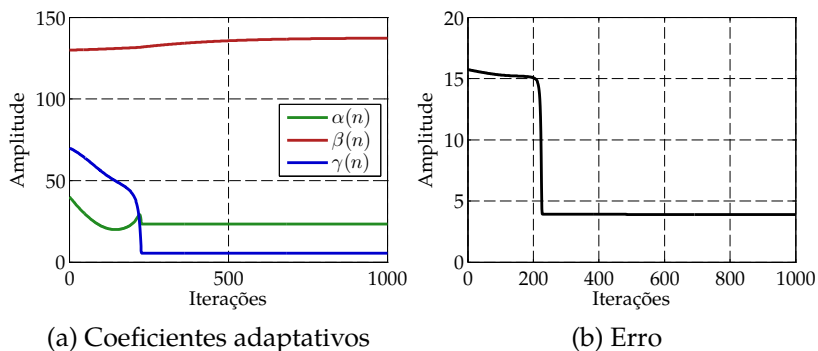 150
100
50
0
Amplitude
0
500
1000
Iterações
α(n)
β(n)
γ(n)
(a) Coeficientes adaptativos
20
15
10
5
0
Amplitude
0
200
400
600
800
1000
Iterações
(b) Erro